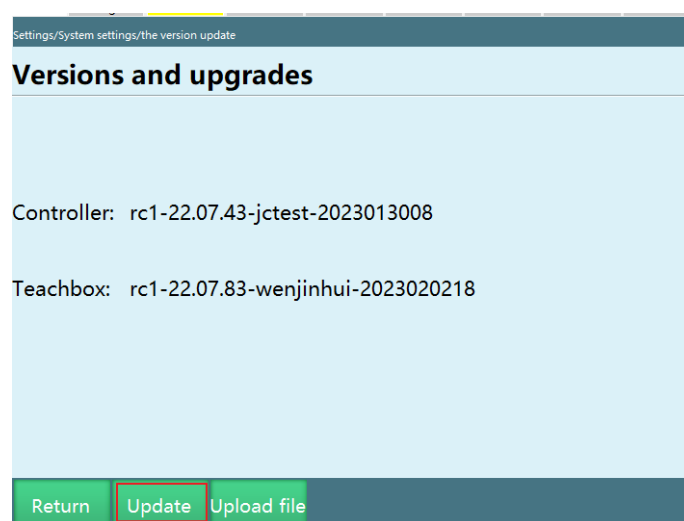 Settings/System settings/the version update
Versions and upgrades
Controller: rc1-22.07.43-jctest-2023013008
Teachbox: rc1-22.07.83-wenjinhui-2023020218
Return Update Upload file